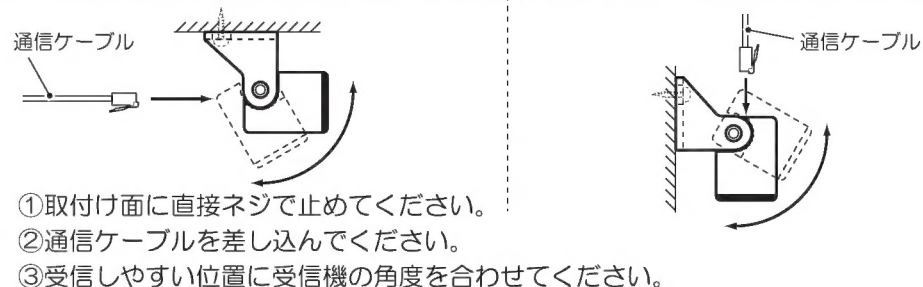 通信ケーブル
通信ケーブル
①取付け面に直接ネジで止めてください。
②通信ケーブルを差し込んでください。
③受信しやすい位置に受信機の角度を合わせてください。